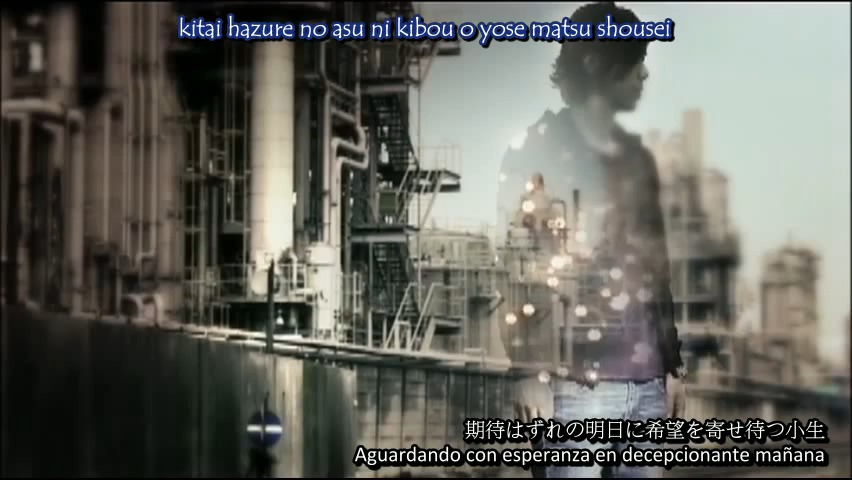 kitai hazure no asu ni kibou o yose matsu shousei
期待はずれの明日に希望を寄せ待つ小生
Aguardando con esperanza en decepcionante mañana